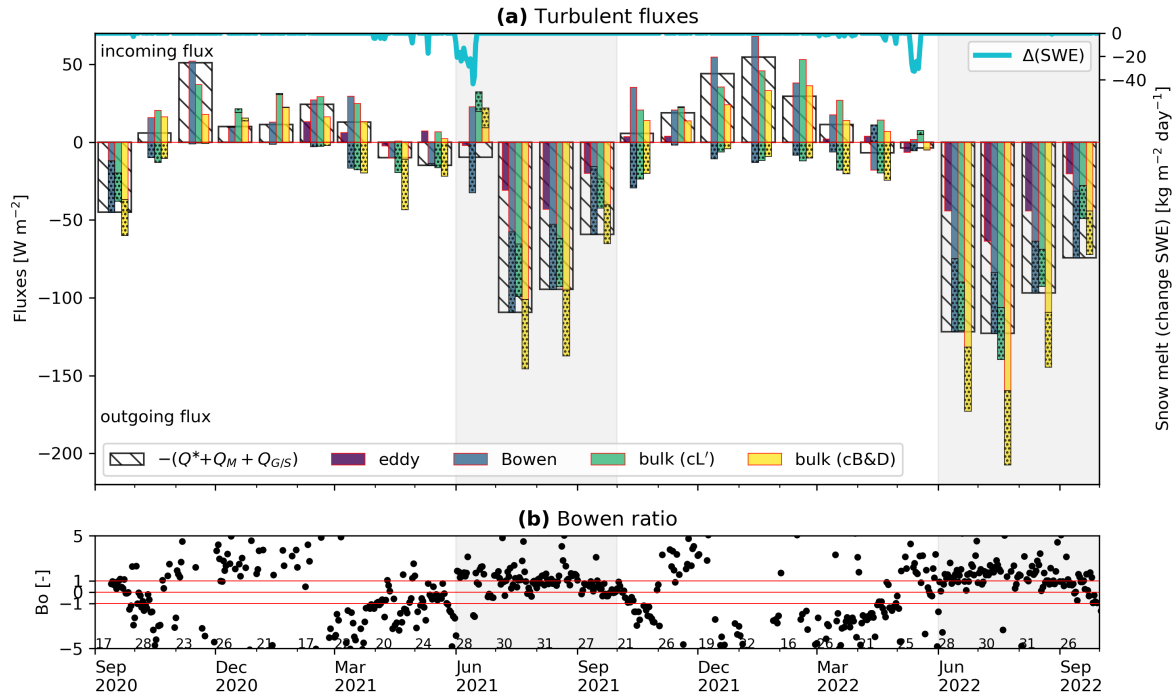 (a) Turbulent fluxes
incoming flux
Δ(SWE)
50
0
−50
−100
−150
−200
Fluxes [W m⁻²]
0
−20
−40
Snow melt (change SWE) [kg m⁻² day⁻¹]
outgoing flux
−(Q*+Q_M + Q_G/S) eddy Bowen bulk (cL′) bulk (cB&D)
(b) Bowen ratio
5
1
0
−1
−5
Bo [-]
17 28 23 26 21 17 20 24 28 30 31 27 21 26 19 16 26 25 28 30 26
Sep Dec Mar Jun Sep Dec Mar Jun Sep
2020 2020 2021 2021 2021 2021 2022 2022 2022